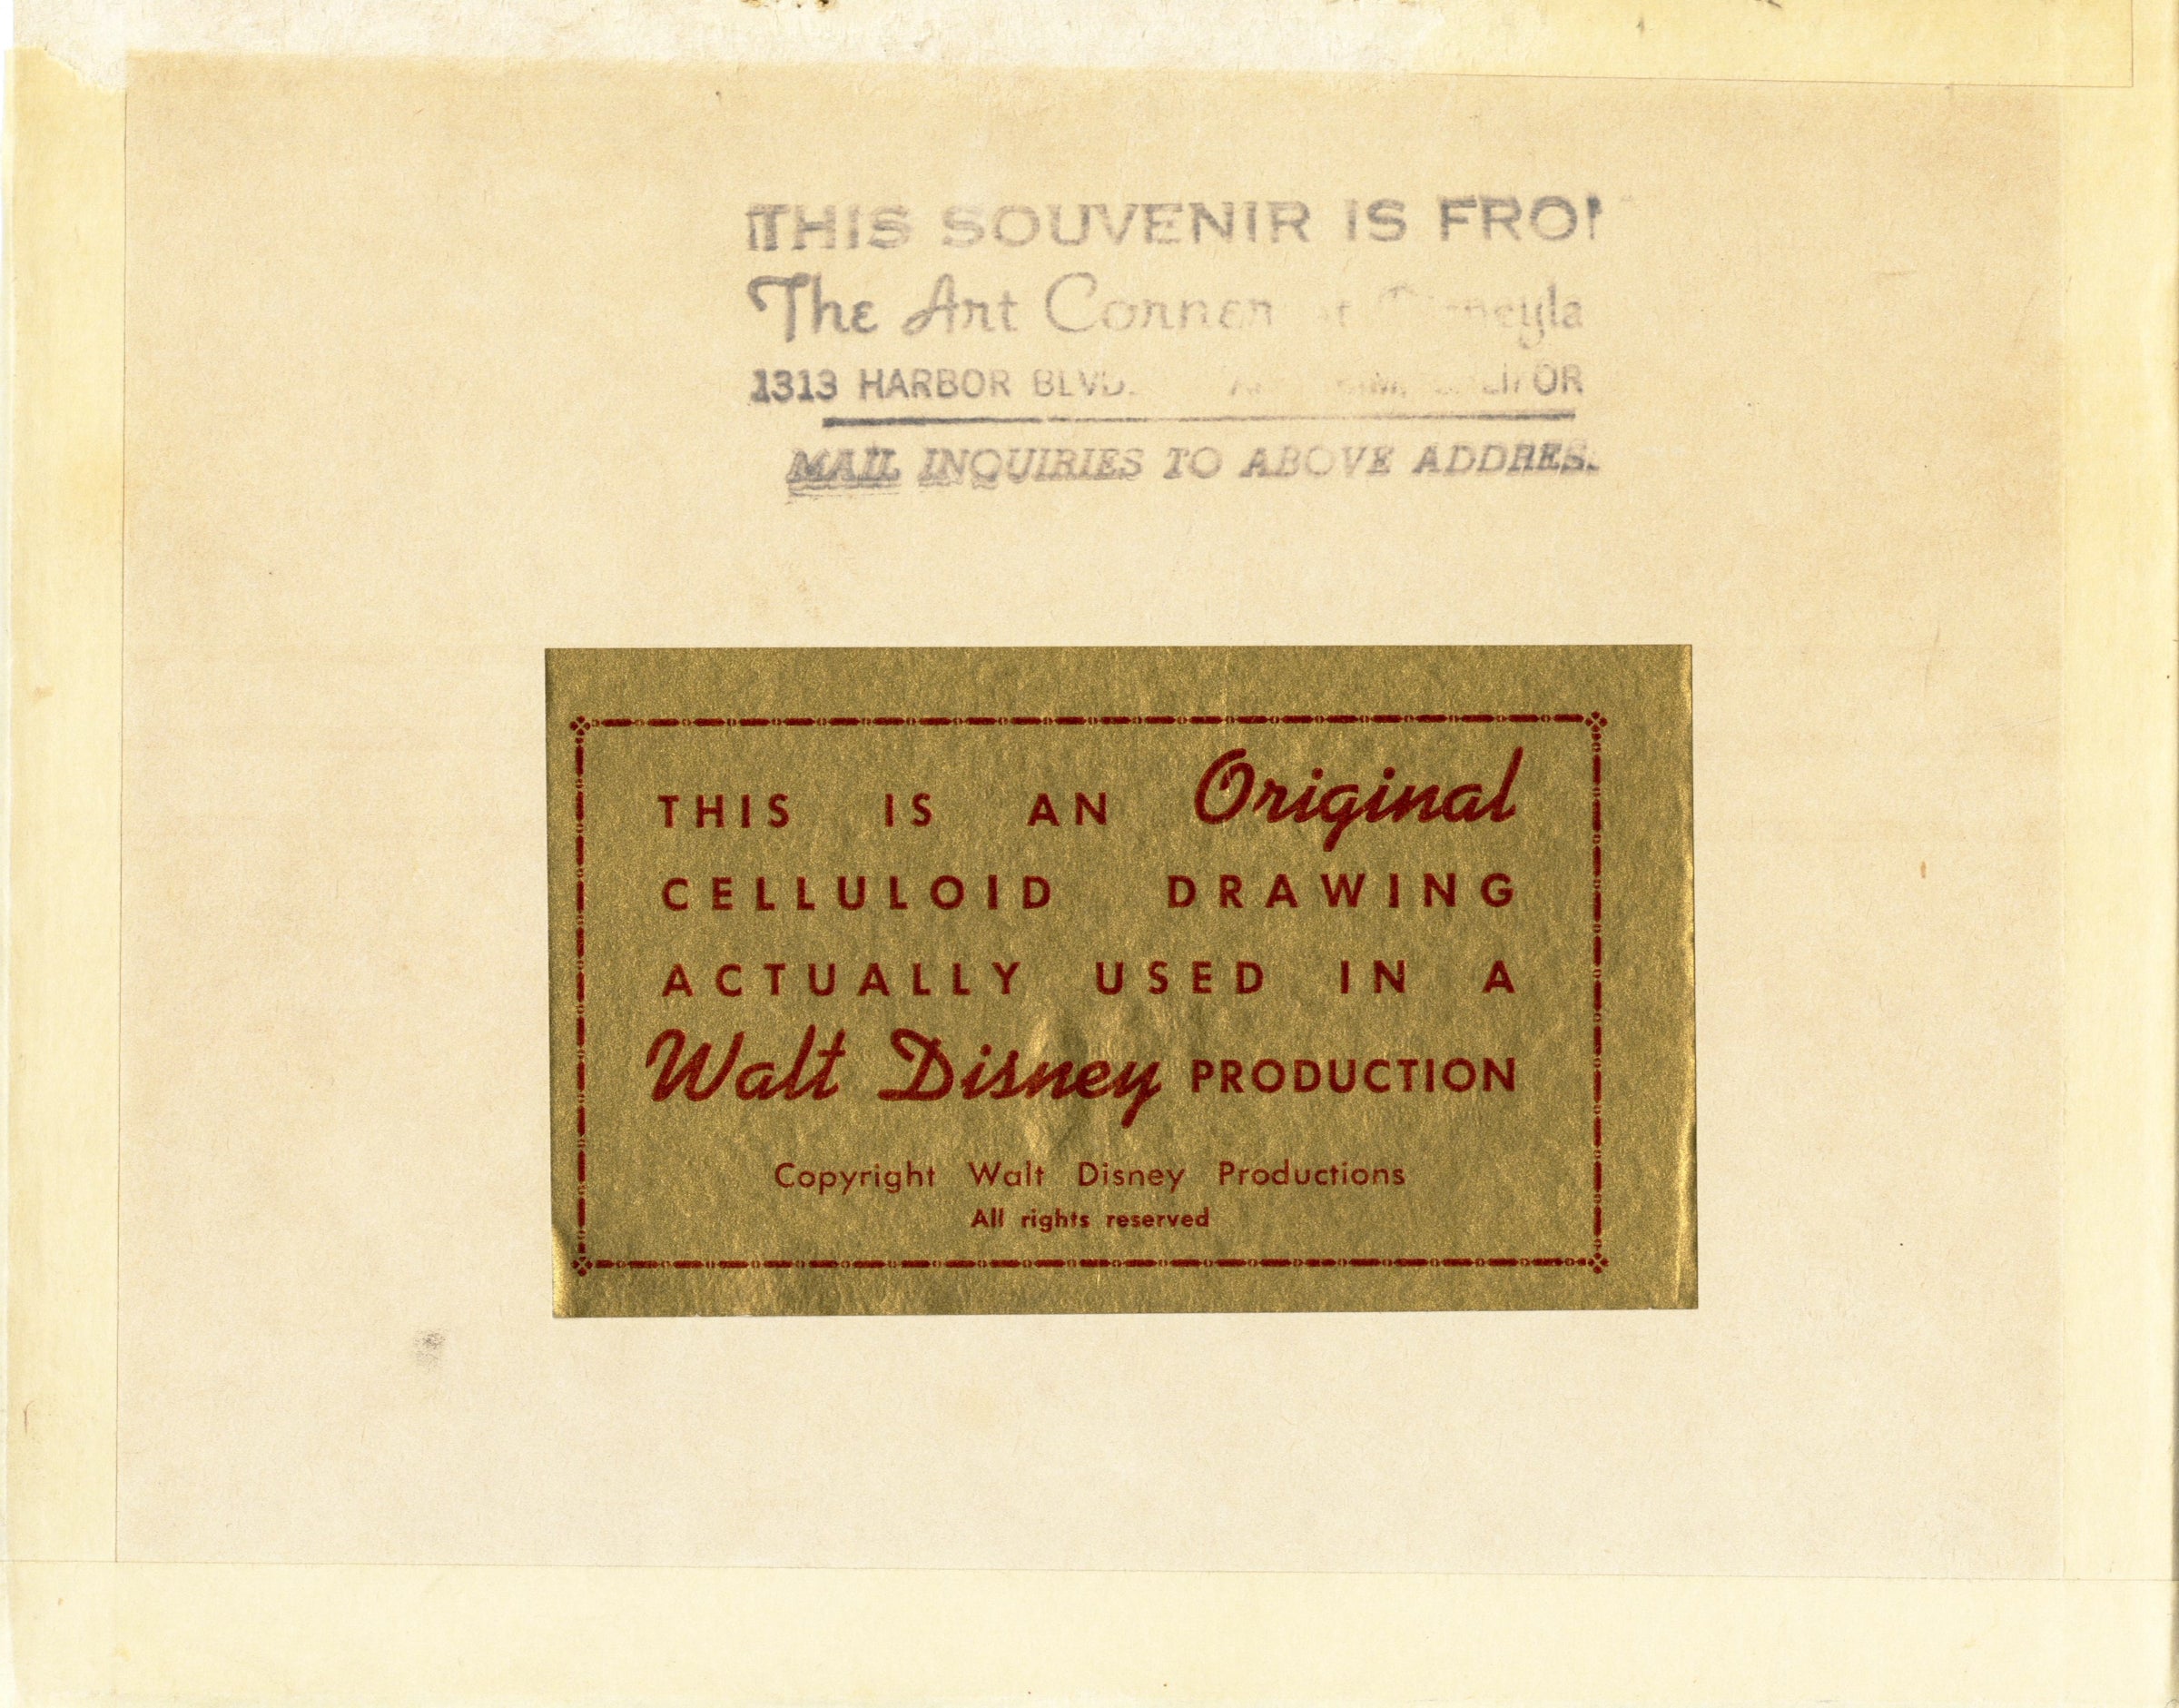 THIS SOUVENIR IS FRO
The Art Corner
1313 HARBOR BLVD.
MAIL INQUIRIES TO ABOVE ADDRES
THIS IS AN Original
CELLULOID DRAWING
ACTUALLY USED IN A
Walt Disney PRODUCTION
Copyright Walt Disney Productions
All rights reserved